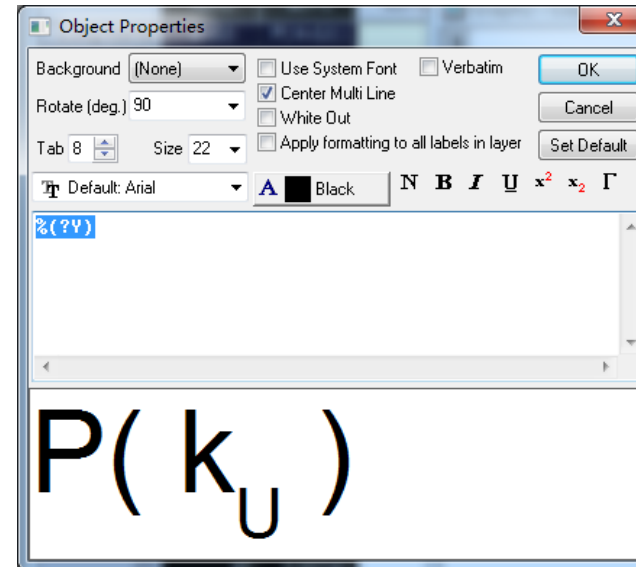 Object Properties
Background (None) Use System Font Verbatim OK
Rotate (deg.) 90 Center Multi Line Cancel
White Out
Tab 8 Size 22 Apply formatting to all labels in layer Set Default
Default: Arial A Black N B I U x² x₂ Γ
%(?Y)
P( k_U )